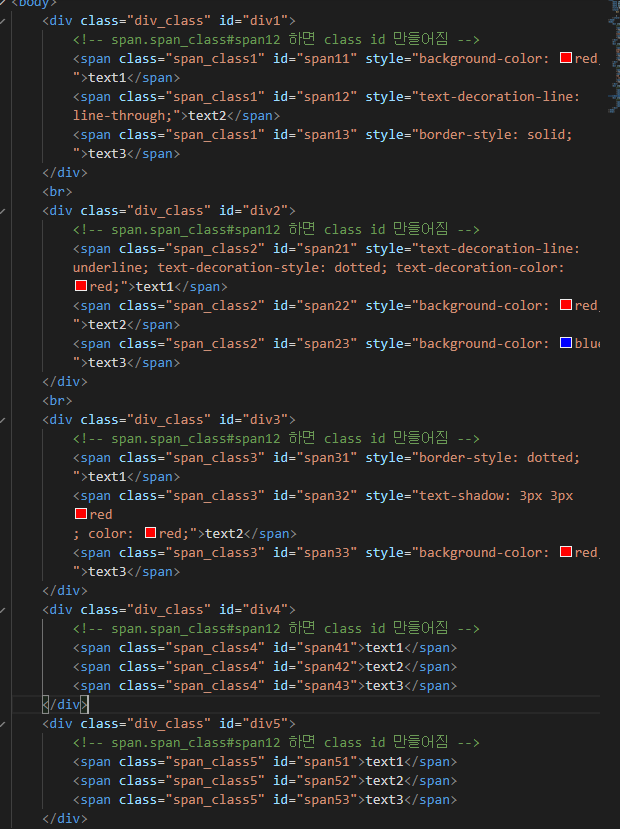 <body>
<div class="div_class" id="div1">
<!-- span.span_class#span12 하면 class id 만들어짐 -->
<span class="span_class1" id="span11" style="background-color: red;
">text1</span>
<span class="span_class1" id="span12" style="text-decoration-line:
line-through;">text2</span>
<span class="span_class1" id="span13" style="border-style: solid;
">text3</span>
</div>
<br>
<div class="div_class" id="div2">
<!-- span.span_class#span12 하면 class id 만들어짐 -->
<span class="span_class2" id="span21" style="text-decoration-line:
underline; text-decoration-style: dotted; text-decoration-color:
red;">text1</span>
<span class="span_class2" id="span22" style="background-color: red;
">text2</span>
<span class="span_class2" id="span23" style="background-color: blue
">text3</span>
</div>
<br>
<div class="div_class" id="div3">
<!-- span.span_class#span12 하면 class id 만들어짐 -->
<span class="span_class3" id="span31" style="border-style: dotted;
">text1</span>
<span class="span_class3" id="span32" style="text-shadow: 3px 3px
red
; color: red;">text2</span>
<span class="span_class3" id="span33" style="background-color: red;
">text3</span>
</div>
<div class="div_class" id="div4">
<!-- span.span_class#span12 하면 class id 만들어짐 -->
<span class="span_class4" id="span41">text1</span>
<span class="span_class4" id="span42">text2</span>
<span class="span_class4" id="span43">text3</span>
</div>
<div class="div_class" id="div5">
<!-- span.span_class#span12 하면 class id 만들어짐 -->
<span class="span_class5" id="span51">text1</span>
<span class="span_class5" id="span52">text2</span>
<span class="span_class5" id="span53">text3</span>
</div>